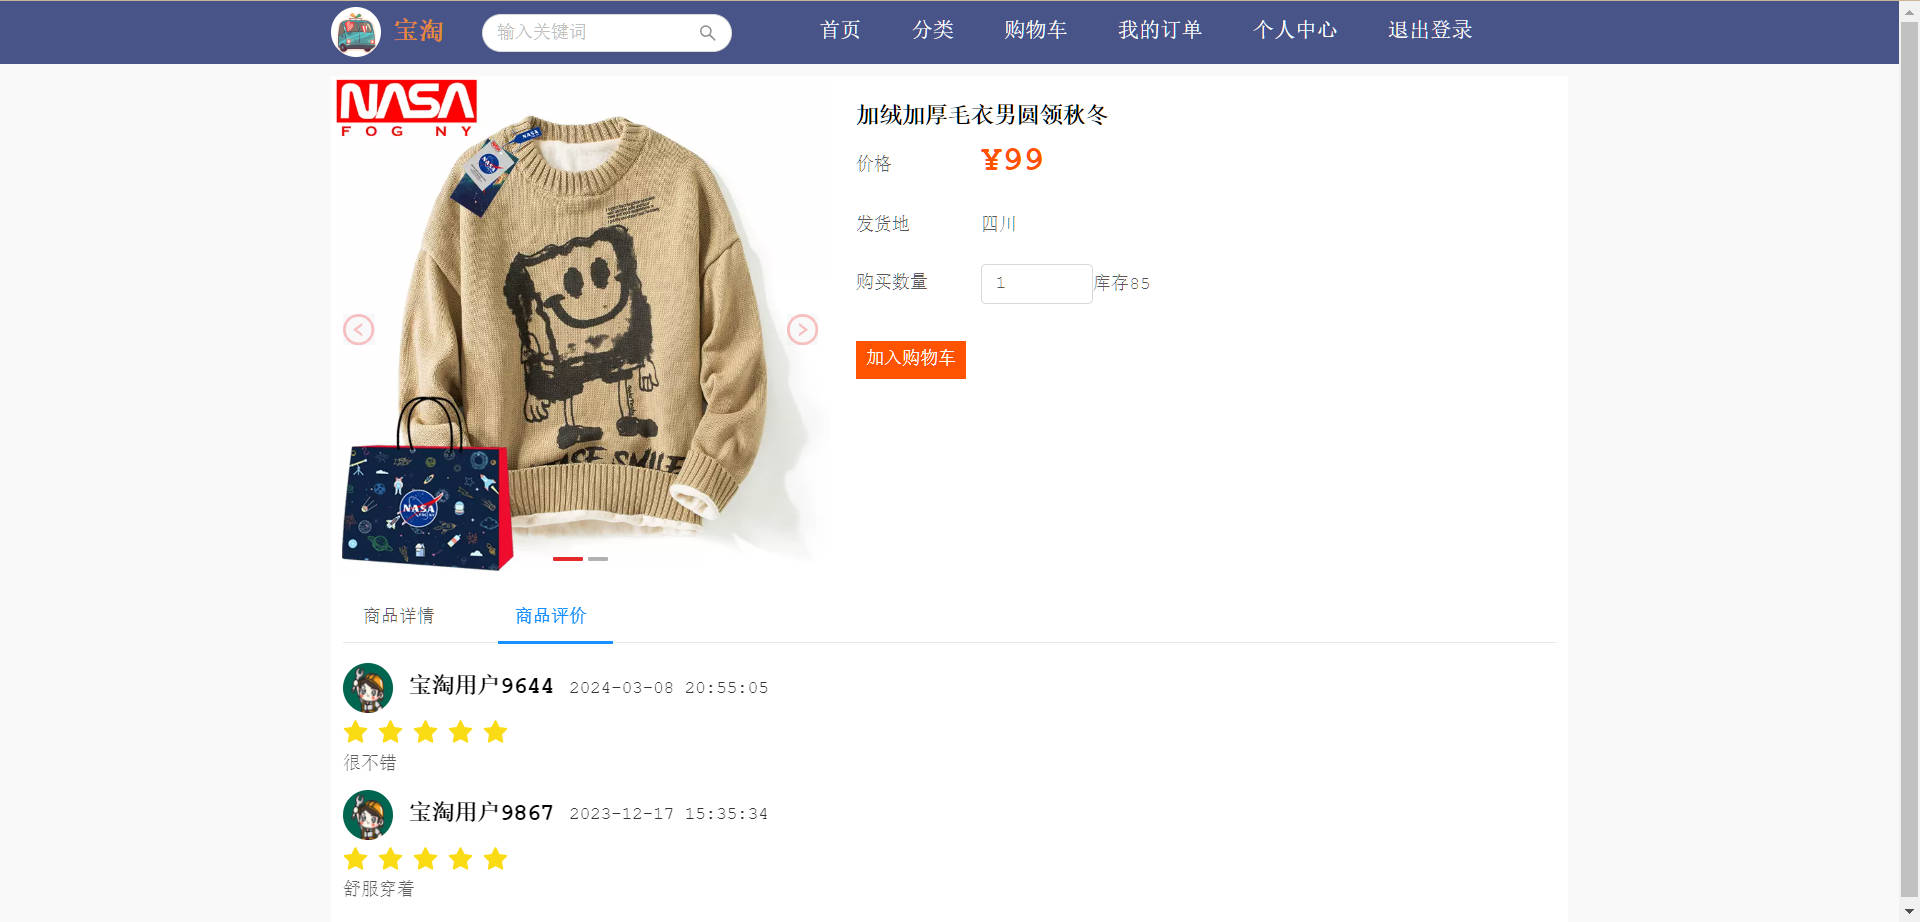 宝淘
输入关键词
首页
分类
购物车
我的订单
个人中心
退出登录
NASA
FOG NY
NASA
加绒加厚毛衣男圆领秋冬
价格
¥99
发货地
四川
购买数量
1
库存85
加入购物车
SMILE
NASA
商品详情
商品评价
宝淘用户9644 2024-03-08 20:55:05
很不错
宝淘用户9867 2023-12-17 15:35:34
舒服穿着